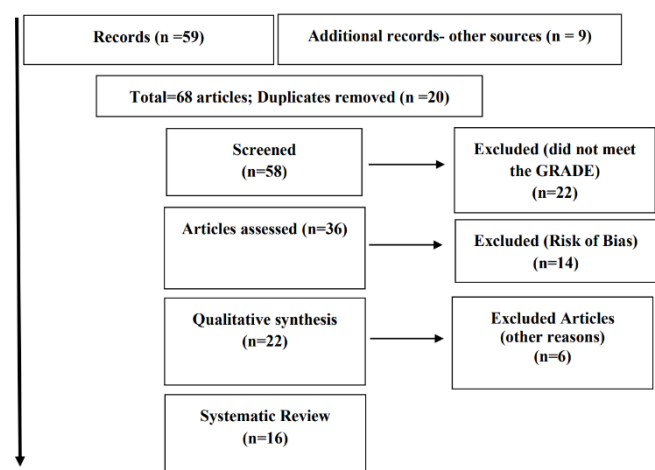 Records (n =59)
Additional records- other sources (n = 9)
Total=68 articles; Duplicates removed (n =20)
Screened
(n=58)
Excluded (did not meet
the GRADE)
(n=22)
Articles assessed (n=36)
Excluded (Risk of Bias)
(n=14)
Qualitative synthesis
(n=22)
Excluded Articles
(other reasons)
(n=6)
Systematic Review
(n=16)